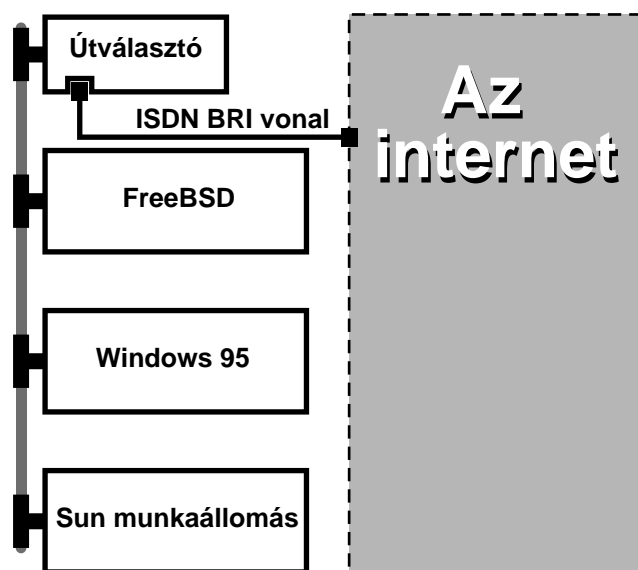 Útválasztó
ISDN BRI vonal
Az
internet
FreeBSD
Windows 95
Sun munkaállomás